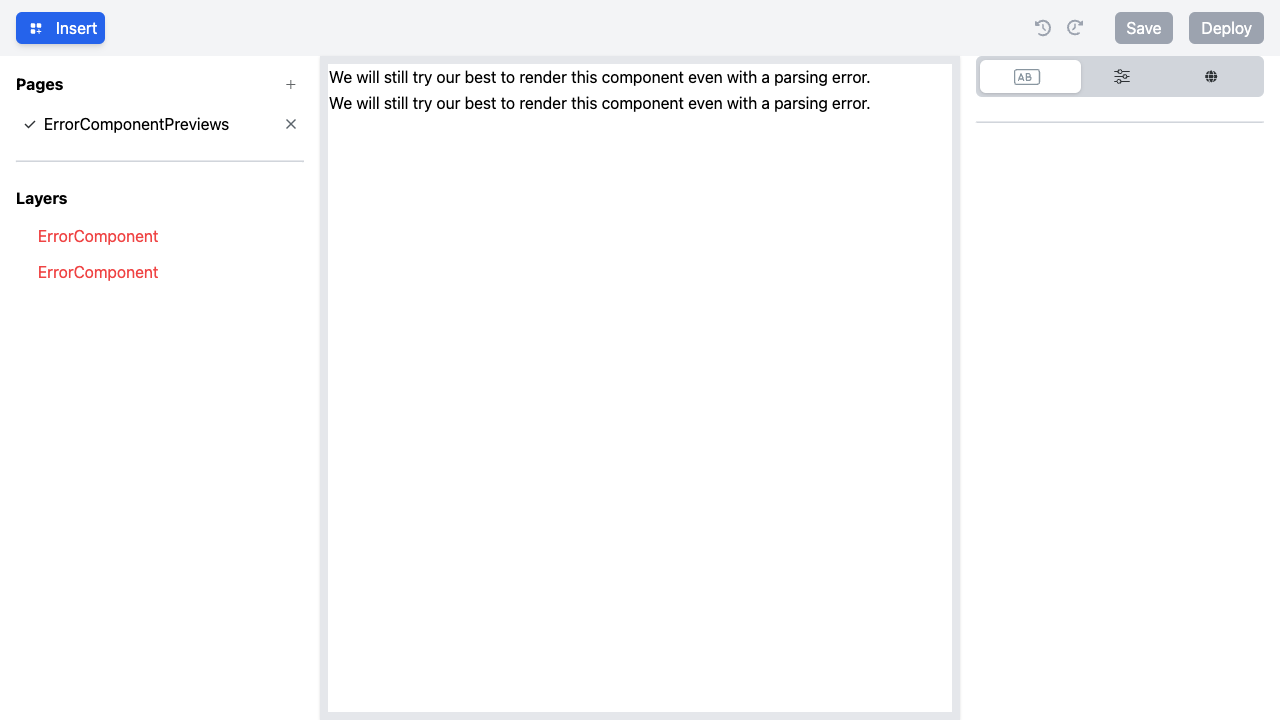 Insert
Save
Deploy
Pages
ErrorComponentPreviews
Layers
ErrorComponent
ErrorComponent
We will still try our best to render this component even with a parsing error.
We will still try our best to render this component even with a parsing error.
AB